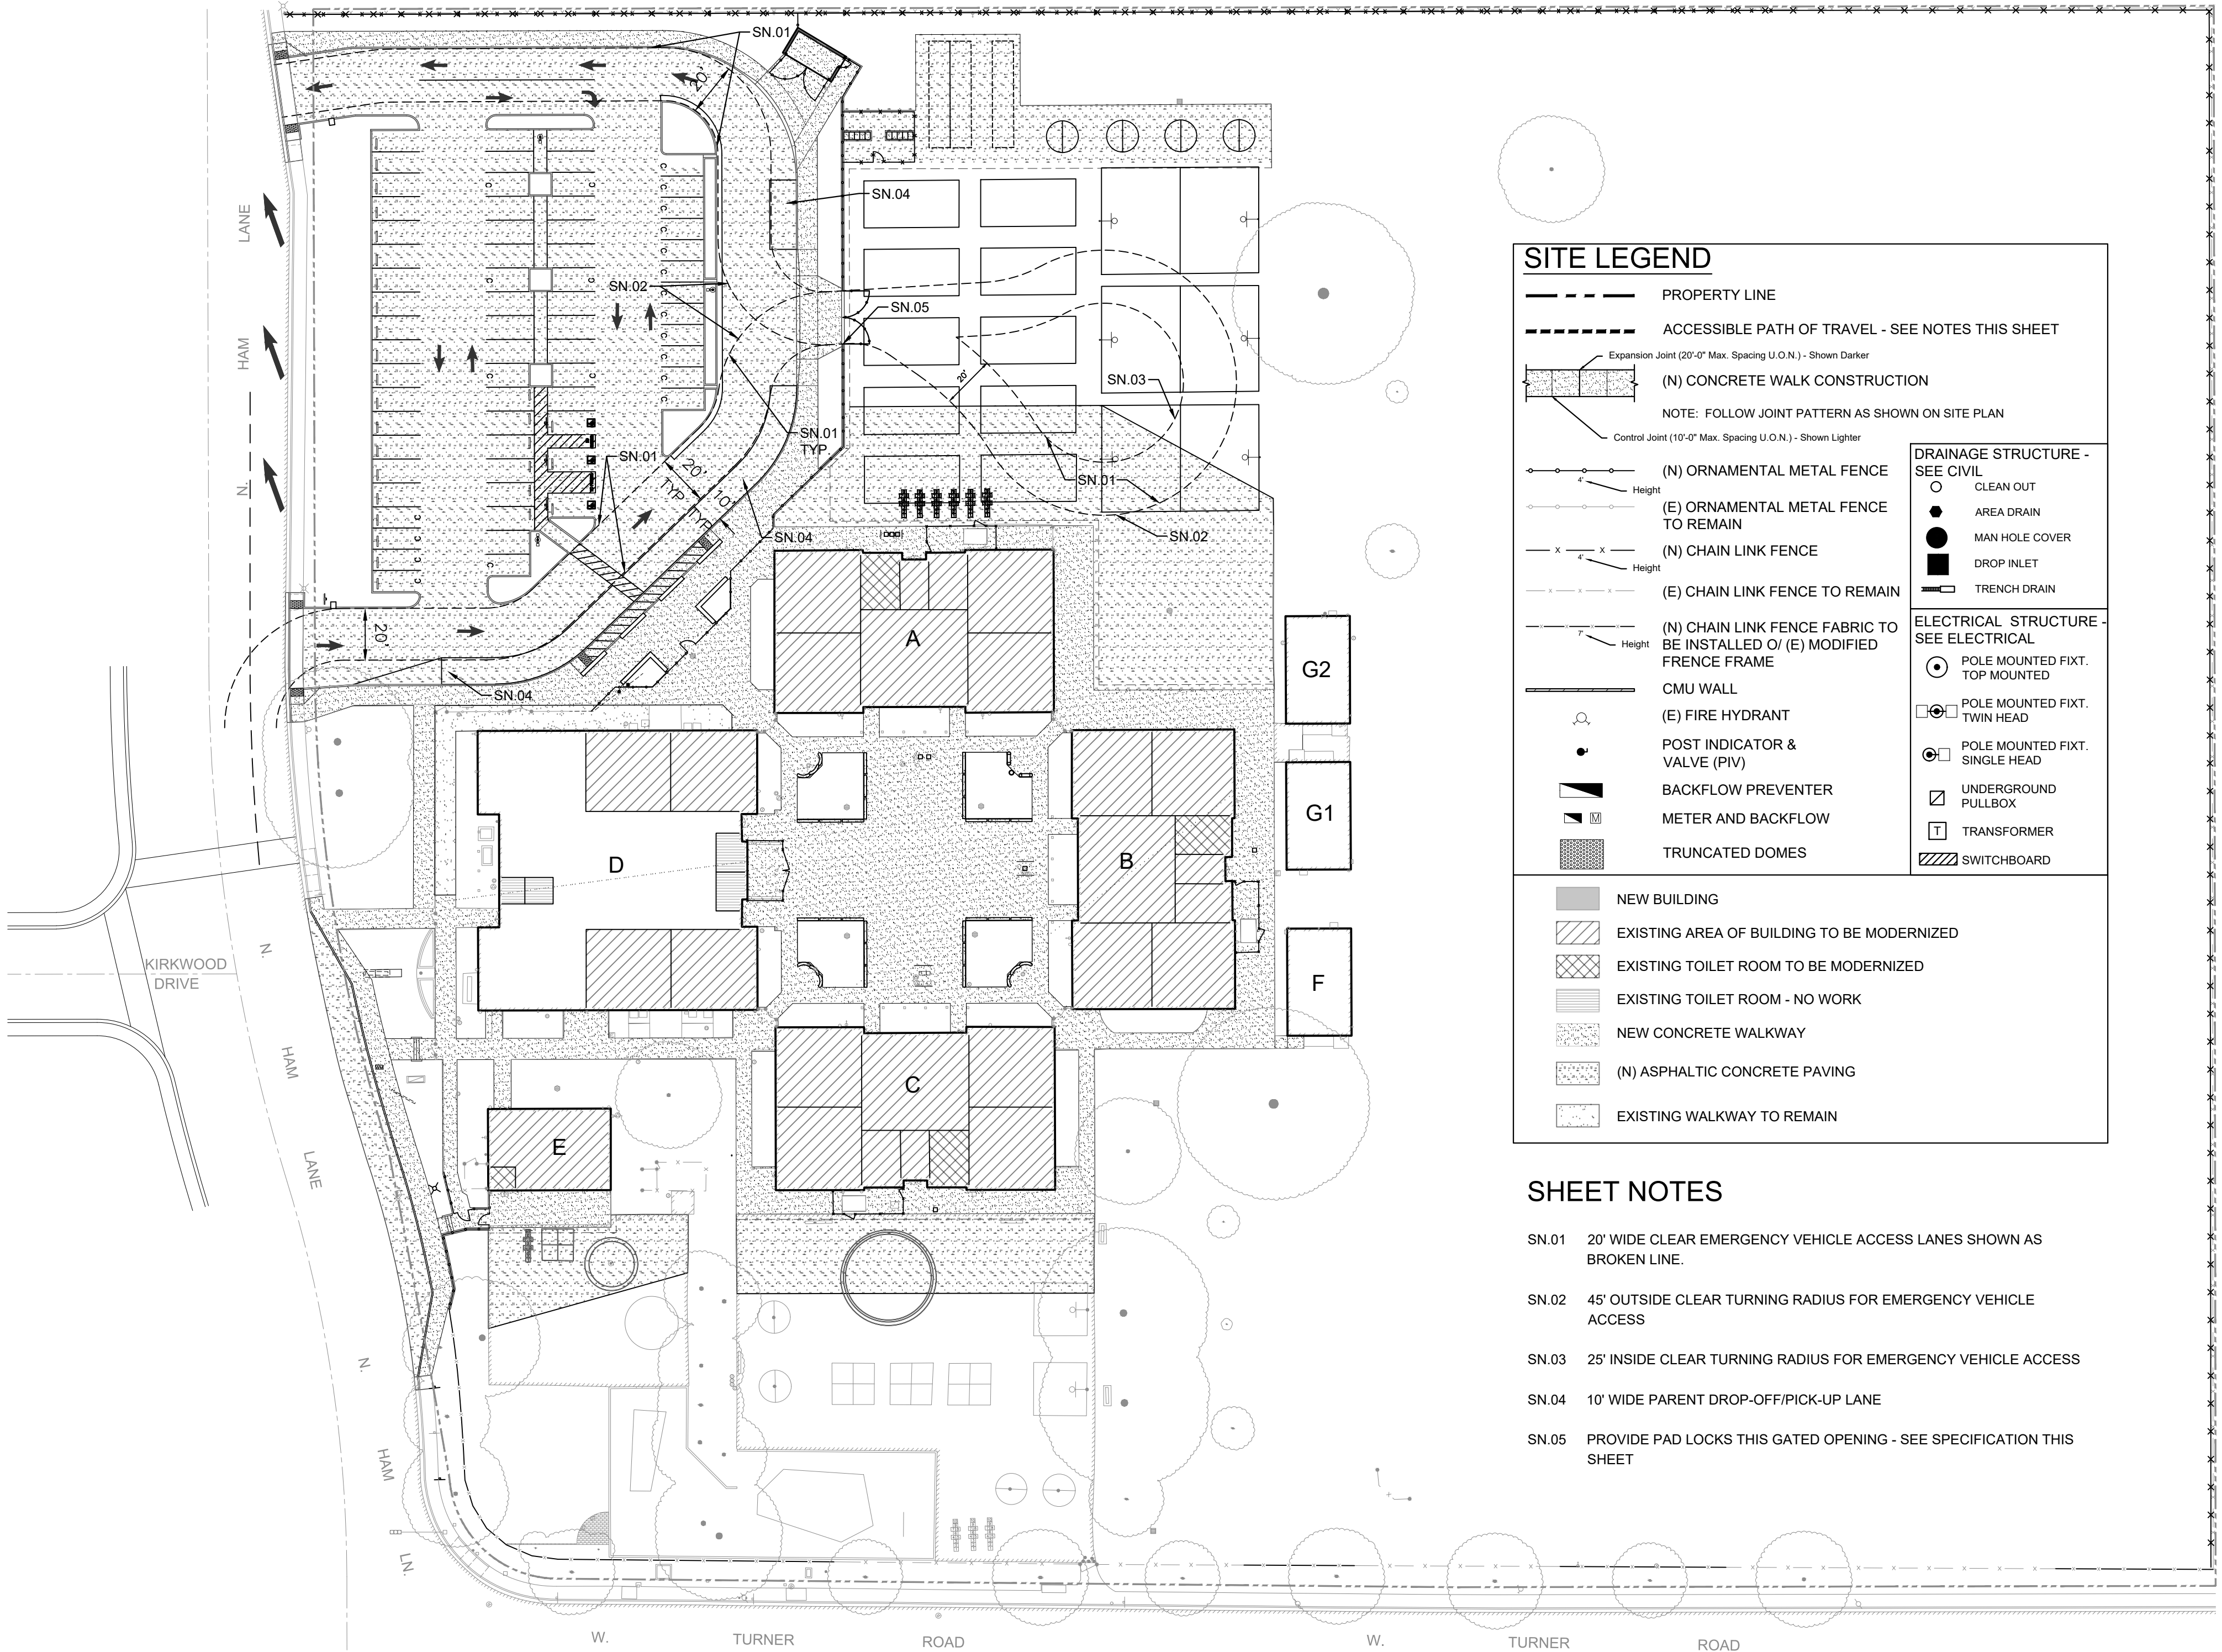 SN.01
20'
SN.04
SN.02
SN.05
20'
SN.03
SN.01
TYP.
SN.01
20'
TYP
10'
TYP
SN.01
SN.04
SN.02
20'
SN.04
LANE
HAM
N.
A
G2
G1
D
B
F
C
E
KIRKWOOD
DRIVE
N.
HAM
LANE
N.
HAM
LN.
W.
TURNER
ROAD
W.
TURNER
ROAD
SITE LEGEND
PROPERTY LINE
ACCESSIBLE PATH OF TRAVEL - SEE NOTES THIS SHEET
Expansion Joint (20'-0" Max. Spacing U.O.N.) - Shown Darker
(N) CONCRETE WALK CONSTRUCTION
NOTE: FOLLOW JOINT PATTERN AS SHOWN ON SITE PLAN
Control Joint (10'-0" Max. Spacing U.O.N.) - Shown Lighter
(N) ORNAMENTAL METAL FENCE
4'
Height
(E) ORNAMENTAL METAL FENCE
TO REMAIN
(N) CHAIN LINK FENCE
4'
Height
(E) CHAIN LINK FENCE TO REMAIN
(N) CHAIN LINK FENCE FABRIC TO
BE INSTALLED O/ (E) MODIFIED
FRENCE FRAME
7'
Height
CMU WALL
(E) FIRE HYDRANT
POST INDICATOR &
VALVE (PIV)
BACKFLOW PREVENTER
M
METER AND BACKFLOW
TRUNCATED DOMES
DRAINAGE STRUCTURE -
SEE CIVIL
CLEAN OUT
AREA DRAIN
MAN HOLE COVER
DROP INLET
TRENCH DRAIN
ELECTRICAL STRUCTURE -
SEE ELECTRICAL
POLE MOUNTED FIXT.
TOP MOUNTED
POLE MOUNTED FIXT.
TWIN HEAD
POLE MOUNTED FIXT.
SINGLE HEAD
UNDERGROUND
PULLBOX
T
TRANSFORMER
SWITCHBOARD
NEW BUILDING
EXISTING AREA OF BUILDING TO BE MODERNIZED
EXISTING TOILET ROOM TO BE MODERNIZED
EXISTING TOILET ROOM - NO WORK
NEW CONCRETE WALKWAY
(N) ASPHALTIC CONCRETE PAVING
EXISTING WALKWAY TO REMAIN
SHEET NOTES
SN.01 20' WIDE CLEAR EMERGENCY VEHICLE ACCESS LANES SHOWN AS
BROKEN LINE.
SN.02 45' OUTSIDE CLEAR TURNING RADIUS FOR EMERGENCY VEHICLE
ACCESS
SN.03 25' INSIDE CLEAR TURNING RADIUS FOR EMERGENCY VEHICLE ACCESS
SN.04 10' WIDE PARENT DROP-OFF/PICK-UP LANE
SN.05 PROVIDE PAD LOCKS THIS GATED OPENING - SEE SPECIFICATION THIS
SHEET